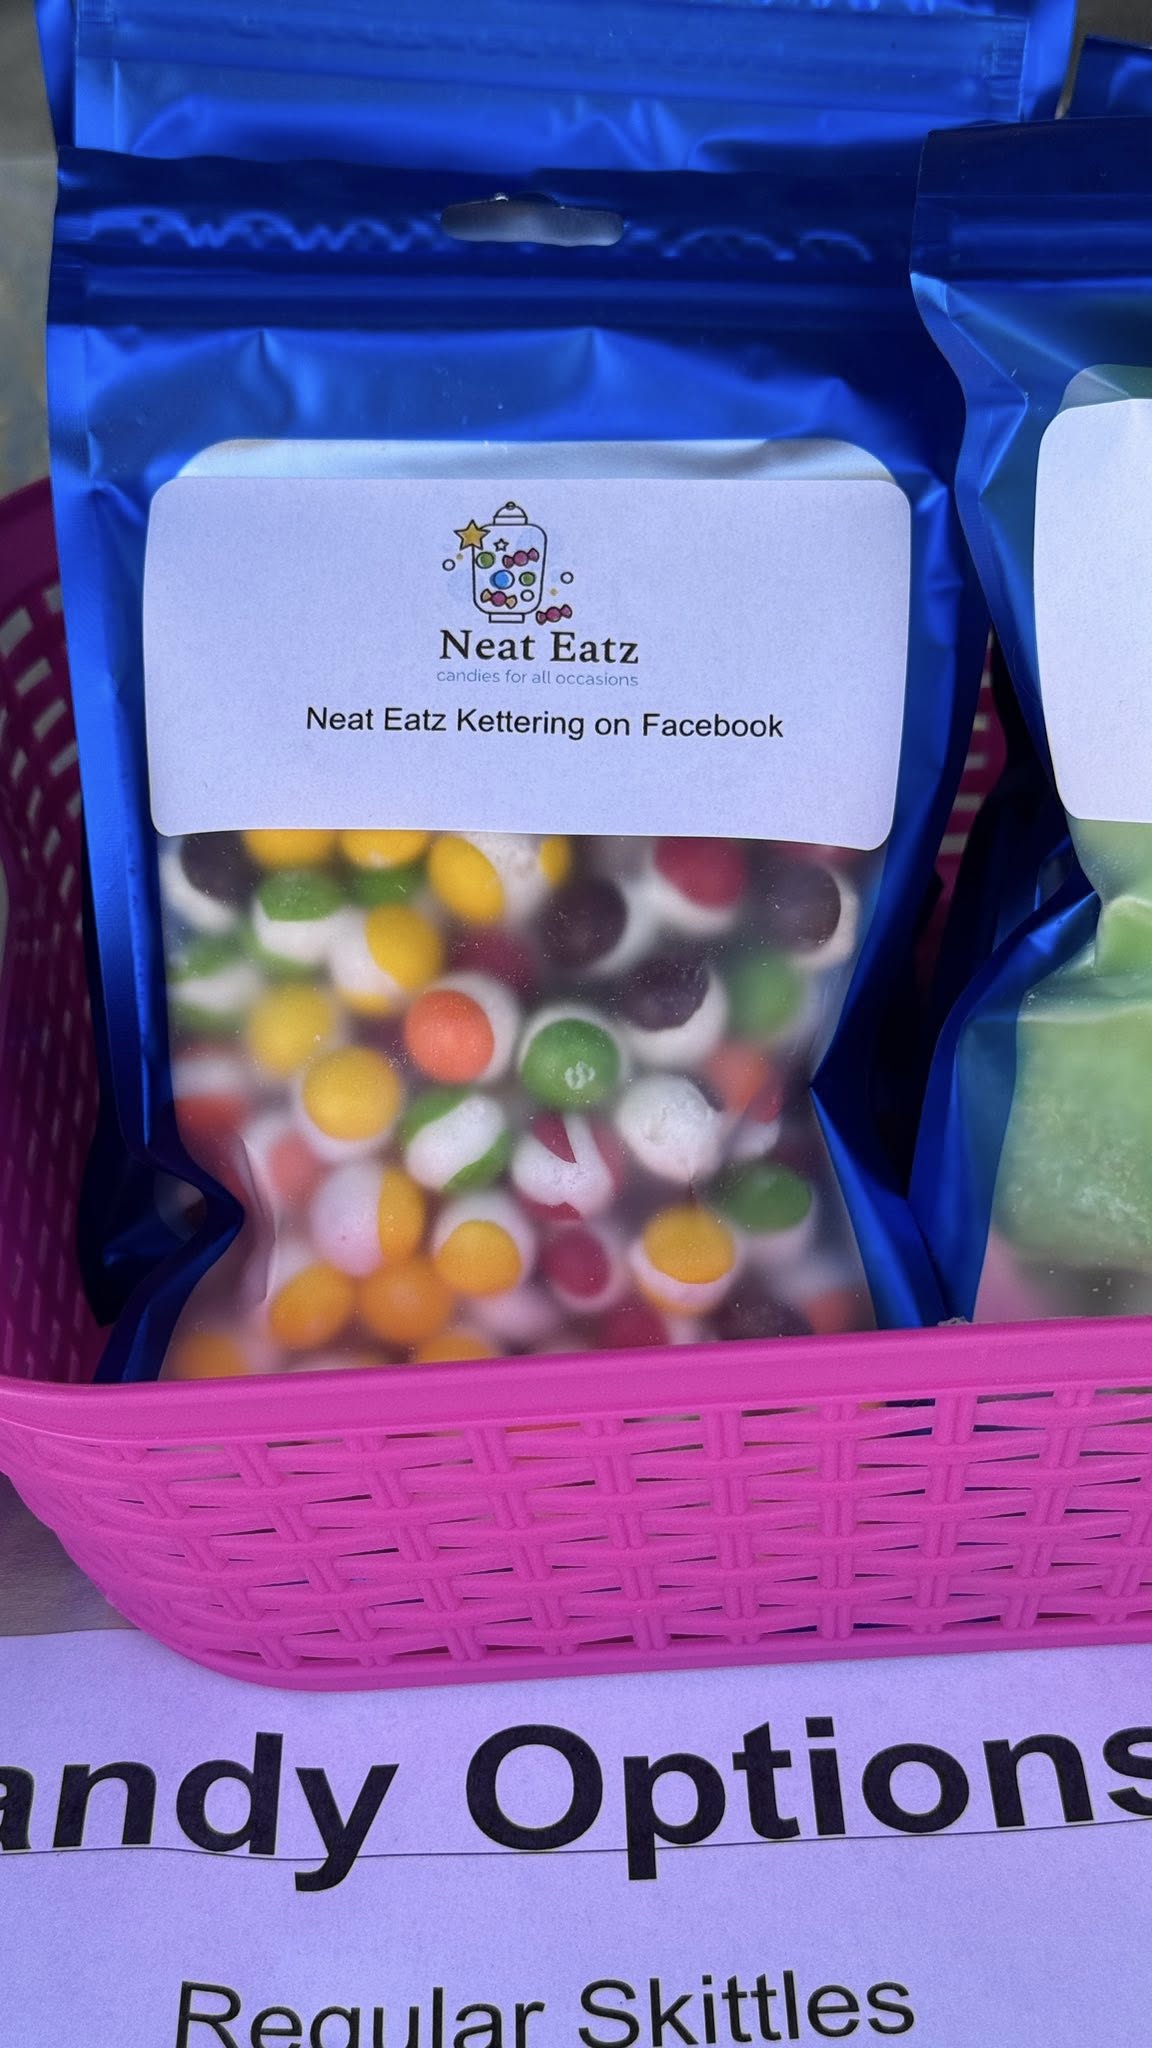 Neat Eatz
candies for all occasions
Neat Eatz Kettering on Facebook
andy Options
Regular Skittles